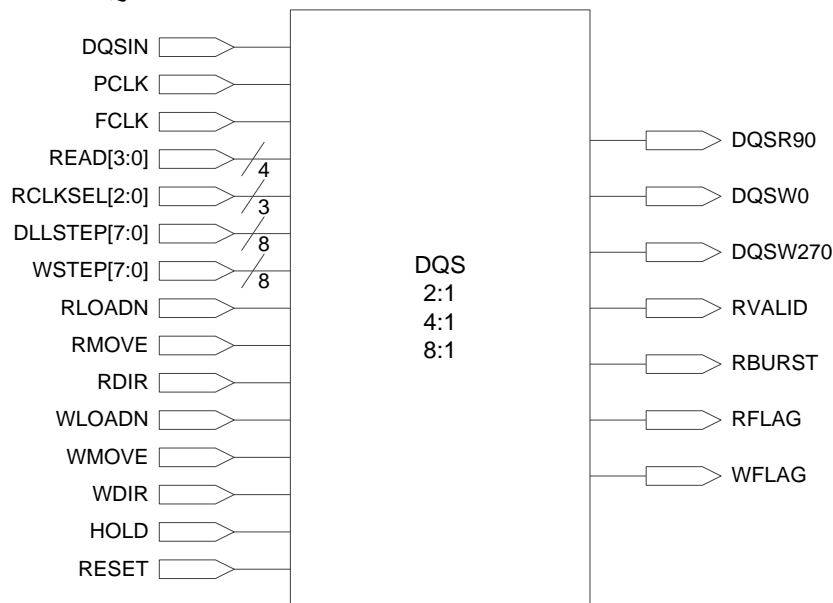 DQSIN
PCLK
FCLK
READ[3:0]
4
RCLKSEL[2:0]
3
DLLSTEP[7:0]
8
WSTEP[7:0]
8
RLOADN
RMOVE
RDIR
WLOADN
WMOVE
WDIR
HOLD
RESET
DQS
2:1
4:1
8:1
DQSR90
DQSW0
DQSW270
RVALID
RBURST
RFLAG
WFLAG